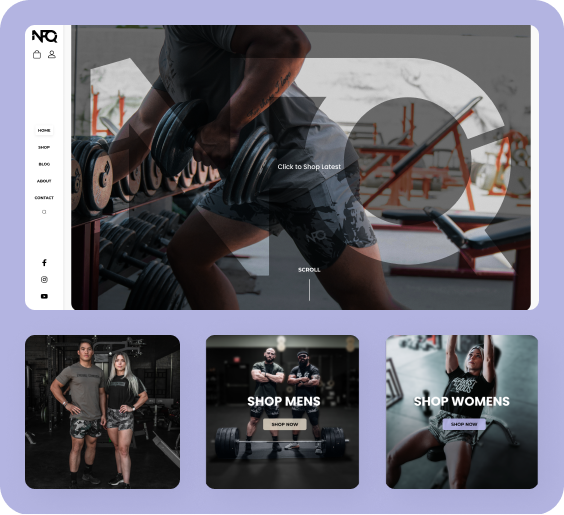 NFQ
HOME
SHOP
BLOG
ABOUT
CONTACT
Click to Shop Latest
NFQ
SCROLL
SHOP MENS
SHOP NOW
SHOP WOMENS
SHOP NOW